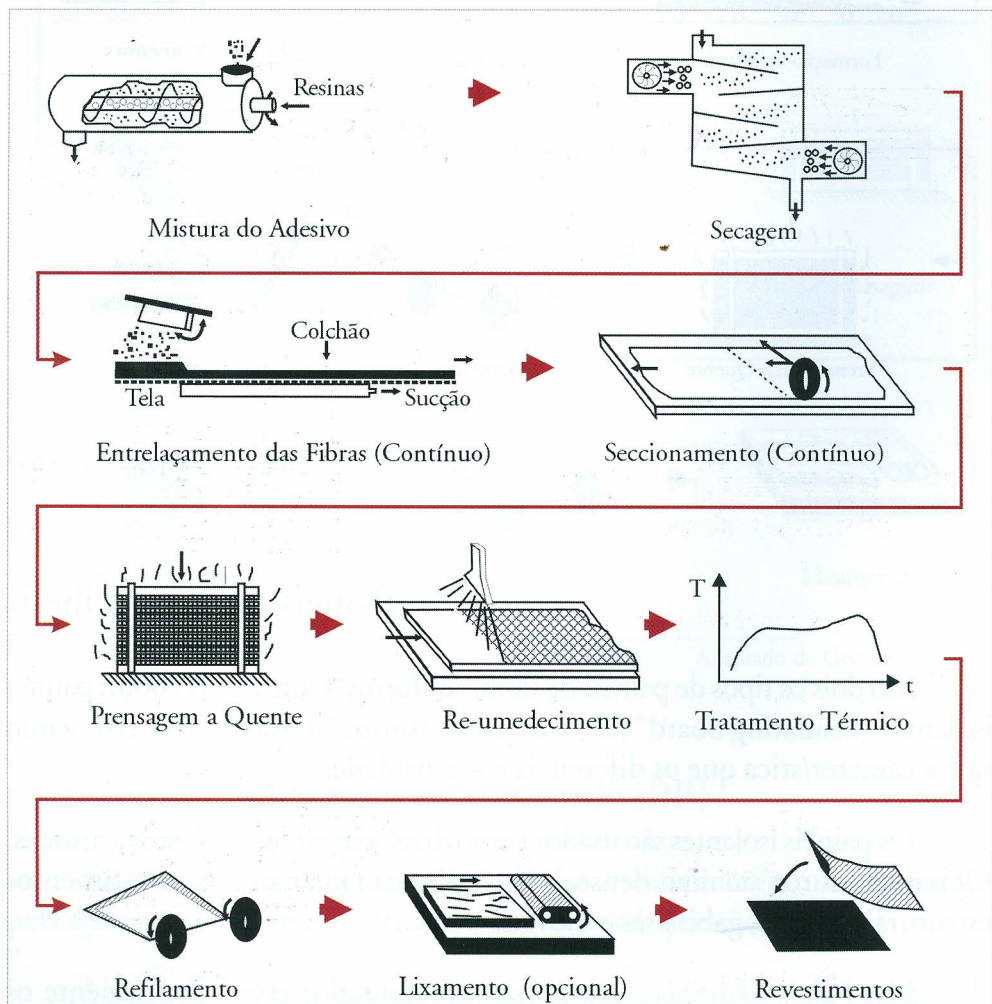 Resinas
Mistura do Adesivo
Secagem
Colchão
Tela
Sucção
Entrelaçamento das Fibras (Contínuo)
Seccionamento (Contínuo)
Prensagem a Quente
Re-umedecimento
T
t
Tratamento Térmico
Refilamento
Lixamento (opcional)
Revestimentos